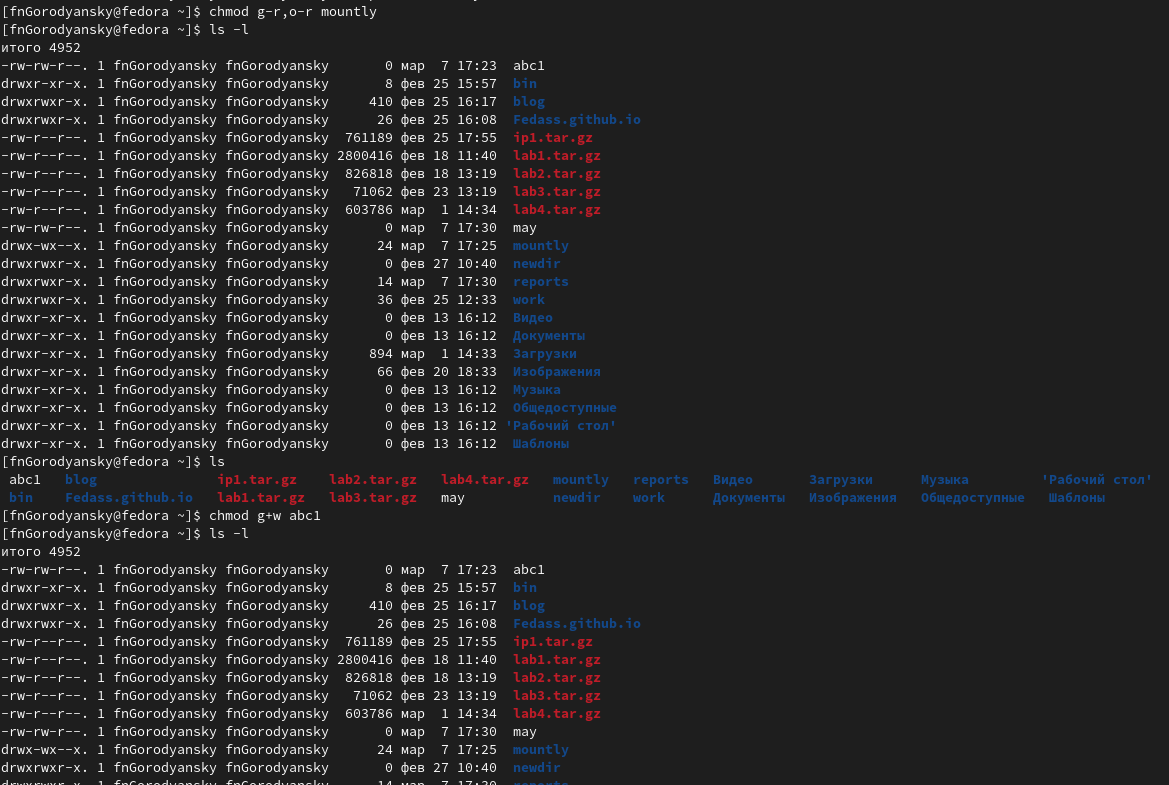 [fnGorodyansky@fedora ~]$ chmod g-r,o-r mountly
[fnGorodyansky@fedora ~]$ ls -l
итого 4952
-rw-rw-r--. 1 fnGorodyansky fnGorodyansky       0 мар  7 17:23  abc1
drwxr-xr-x. 1 fnGorodyansky fnGorodyansky       8 фев 25 15:57  bin
drwxrwxr-x. 1 fnGorodyansky fnGorodyansky     410 фев 25 16:17  blog
drwxrwxr-x. 1 fnGorodyansky fnGorodyansky      26 фев 25 16:08  Fedass.github.io
-rw-r--r--. 1 fnGorodyansky fnGorodyansky  761189 фев 25 17:55  ip1.tar.gz
-rw-r--r--. 1 fnGorodyansky fnGorodyansky 2800416 фев 18 11:40  lab1.tar.gz
-rw-r--r--. 1 fnGorodyansky fnGorodyansky  826818 фев 18 13:19  lab2.tar.gz
-rw-r--r--. 1 fnGorodyansky fnGorodyansky   71062 фев 23 13:19  lab3.tar.gz
-rw-r--r--. 1 fnGorodyansky fnGorodyansky  603786 мар  1 14:34  lab4.tar.gz
-rw-rw-r--. 1 fnGorodyansky fnGorodyansky       0 мар  7 17:30  may
drwx-wx--x. 1 fnGorodyansky fnGorodyansky      24 мар  7 17:25  mountly
drwxrwxr-x. 1 fnGorodyansky fnGorodyansky       0 фев 27 10:40  newdir
drwxrwxr-x. 1 fnGorodyansky fnGorodyansky      14 мар  7 17:30  reports
drwxrwxr-x. 1 fnGorodyansky fnGorodyansky      36 фев 25 12:33  work
drwxr-xr-x. 1 fnGorodyansky fnGorodyansky       0 фев 13 16:12  Видео
drwxr-xr-x. 1 fnGorodyansky fnGorodyansky       0 фев 13 16:12  Документы
drwxr-xr-x. 1 fnGorodyansky fnGorodyansky     894 мар  1 14:33  Загрузки
drwxr-xr-x. 1 fnGorodyansky fnGorodyansky      66 фев 20 18:33  Изображения
drwxr-xr-x. 1 fnGorodyansky fnGorodyansky       0 фев 13 16:12  Музыка
drwxr-xr-x. 1 fnGorodyansky fnGorodyansky       0 фев 13 16:12  Общедоступные
drwxr-xr-x. 1 fnGorodyansky fnGorodyansky       0 фев 13 16:12 'Рабочий стол'
drwxr-xr-x. 1 fnGorodyansky fnGorodyansky       0 фев 13 16:12  Шаблоны
[fnGorodyansky@fedora ~]$ ls
 abc1   blog               ip1.tar.gz    lab2.tar.gz   lab4.tar.gz   mountly   reports   Видео       Загрузки      Музыка         'Рабочий стол'
 bin    Fedass.github.io   lab1.tar.gz   lab3.tar.gz   may           newdir    work      Документы   Изображения   Общедоступные   Шаблоны
[fnGorodyansky@fedora ~]$ chmod g+w abc1
[fnGorodyansky@fedora ~]$ ls -l
итого 4952
-rw-rw-r--. 1 fnGorodyansky fnGorodyansky       0 мар  7 17:23  abc1
drwxr-xr-x. 1 fnGorodyansky fnGorodyansky       8 фев 25 15:57  bin
drwxrwxr-x. 1 fnGorodyansky fnGorodyansky     410 фев 25 16:17  blog
drwxrwxr-x. 1 fnGorodyansky fnGorodyansky      26 фев 25 16:08  Fedass.github.io
-rw-r--r--. 1 fnGorodyansky fnGorodyansky  761189 фев 25 17:55  ip1.tar.gz
-rw-r--r--. 1 fnGorodyansky fnGorodyansky 2800416 фев 18 11:40  lab1.tar.gz
-rw-r--r--. 1 fnGorodyansky fnGorodyansky  826818 фев 18 13:19  lab2.tar.gz
-rw-r--r--. 1 fnGorodyansky fnGorodyansky   71062 фев 23 13:19  lab3.tar.gz
-rw-r--r--. 1 fnGorodyansky fnGorodyansky  603786 мар  1 14:34  lab4.tar.gz
-rw-rw-r--. 1 fnGorodyansky fnGorodyansky       0 мар  7 17:30  may
drwx-wx--x. 1 fnGorodyansky fnGorodyansky      24 мар  7 17:25  mountly
drwxrwxr-x. 1 fnGorodyansky fnGorodyansky       0 фев 27 10:40  newdir